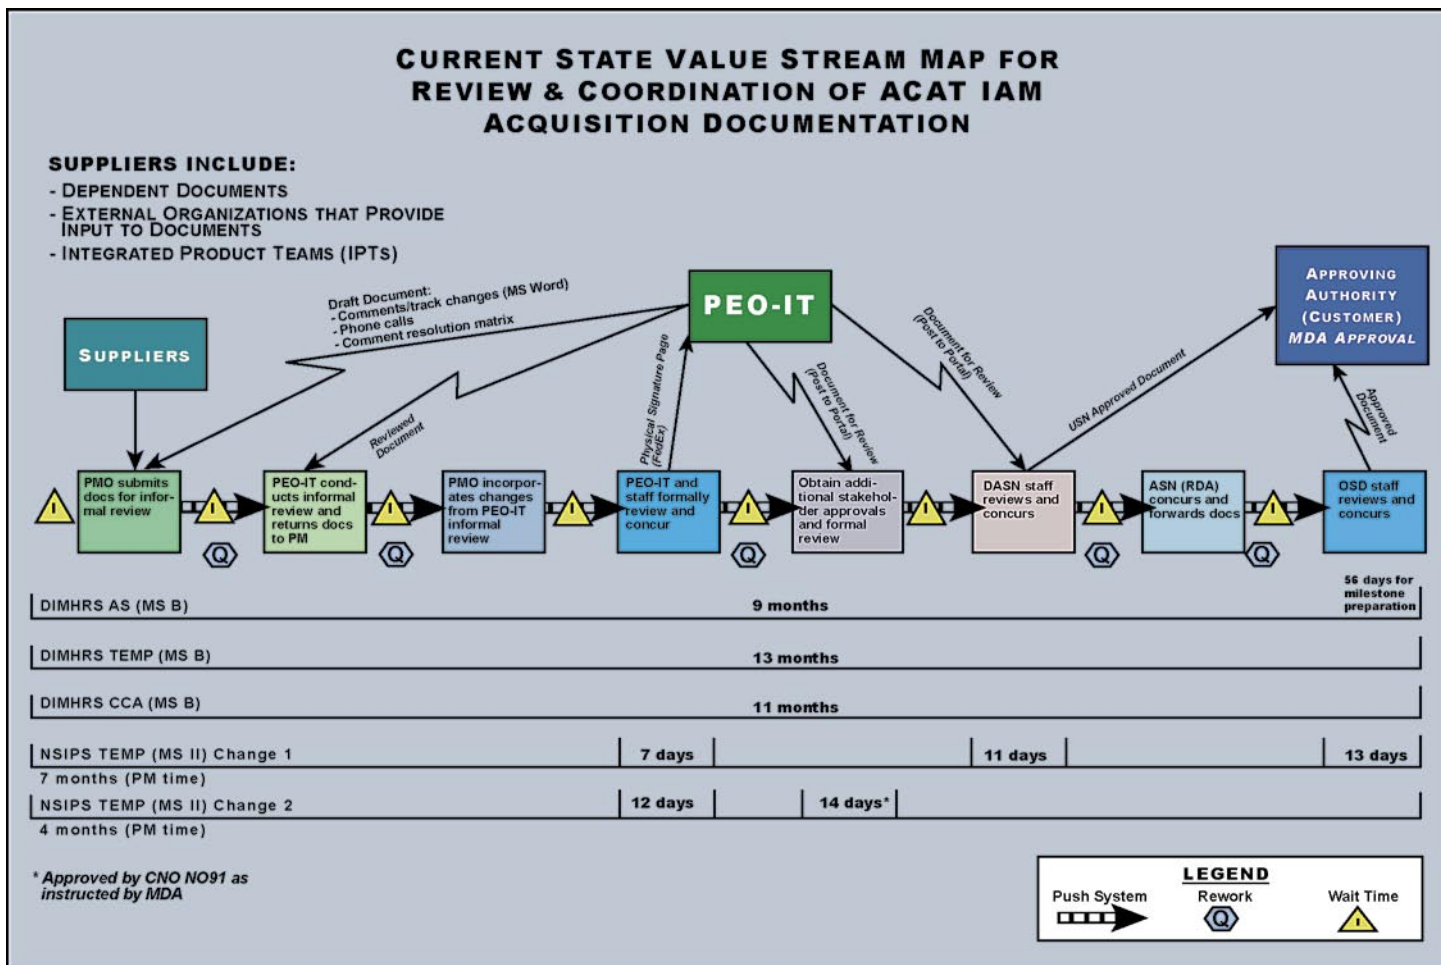 CURRENT STATE VALUE STREAM MAP FOR
REVIEW & COORDINATION OF ACAT IAM
ACQUISITION DOCUMENTATION
SUPPLIERS INCLUDE:
- DEPENDENT DOCUMENTS
- EXTERNAL ORGANIZATIONS THAT PROVIDE
INPUT TO DOCUMENTS
- INTEGRATED PRODUCT TEAMS (IPTS)
SUPPLIERS
Draft Document:
- Comments/track changes (MS Word)
- Phone calls
- Comment resolution matrix
PEO-IT
APPROVING
AUTHORITY
(CUSTOMER)
MDA APPROVAL
Reviewed
Document
Physical Signature Page
(FedEx)
Document for Review
(Post to Portal)
Document for Review
(Post to Portal)
USN Approved Document
Approved
Document
PMO submits
docs for infor-
mal review
PEO-IT con-
ducts informal
review and
returns docs
to PM
PMO incorpor-
ates changes
from PEO-IT
informal
review
PEO-IT and
staff formally
review and
concur
Obtain addi-
tional stakehol-
der approvals
and formal
review
DASN staff
reviews and
concurs
ASN (RDA)
concurs and
forwards docs
OSD staff
reviews and
concurs
I
I
I
I
I
I
I
I
Q
Q
Q
Q
Q
DIMHRS AS (MS B)
9 months
56 days for
milestone
preparation
DIMHRS TEMP (MS B)
13 months
DIMHRS CCA (MS B)
11 months
NSIPS TEMP (MS II) Change 1
7 days
11 days
13 days
7 months (PM time)
NSIPS TEMP (MS II) Change 2
12 days
14 days*
4 months (PM time)
* Approved by CNO NO91 as
instructed by MDA
LEGEND
Push System
Rework
Wait Time
Q
I